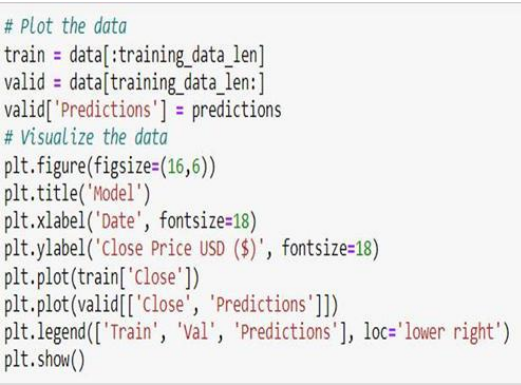 # Plot the data
train = data[:training_data_len]
valid = data[training_data_len:]
valid['Predictions'] = predictions
# Visualize the data
plt.figure(figsize=(16,6))
plt.title('Model')
plt.xlabel('Date', fontsize=18)
plt.ylabel('Close Price USD ($)', fontsize=18)
plt.plot(train['Close'])
plt.plot(valid[['Close', 'Predictions']])
plt.legend(['Train', 'Val', 'Predictions'], loc='lower right')
plt.show()